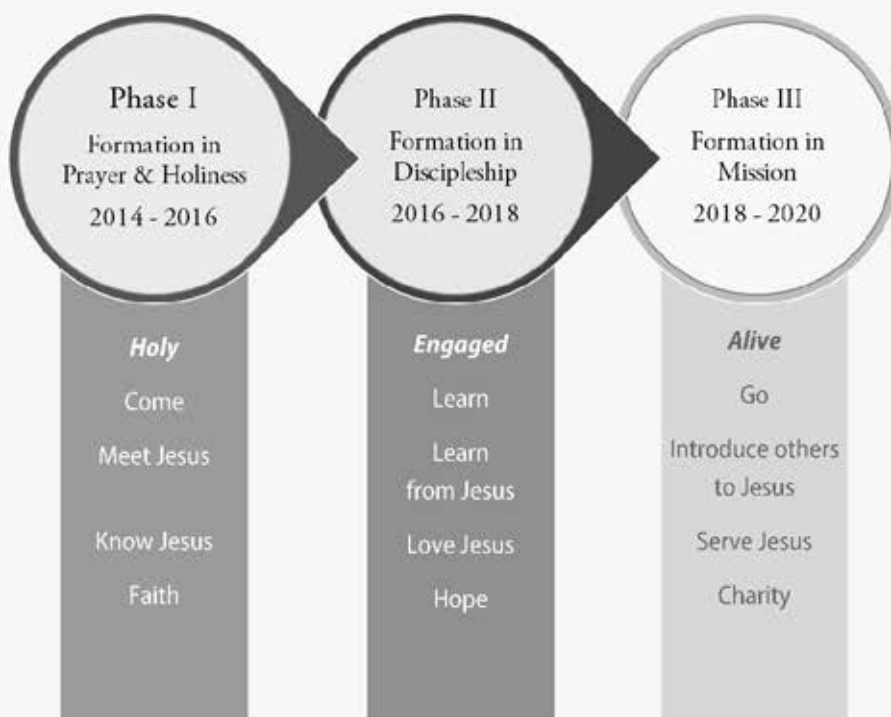 Phase I
Formation in
Prayer & Holiness
2014 - 2016
Holy
Come
Meet Jesus
Know Jesus
Faith
Phase II
Formation in
Discipleship
2016 - 2018
Engaged
Learn
Learn
from Jesus
Love Jesus
Hope
Phase III
Formation in
Mission
2018 - 2020
Alive
Go
Introduce others
to Jesus
Serve Jesus
Charity